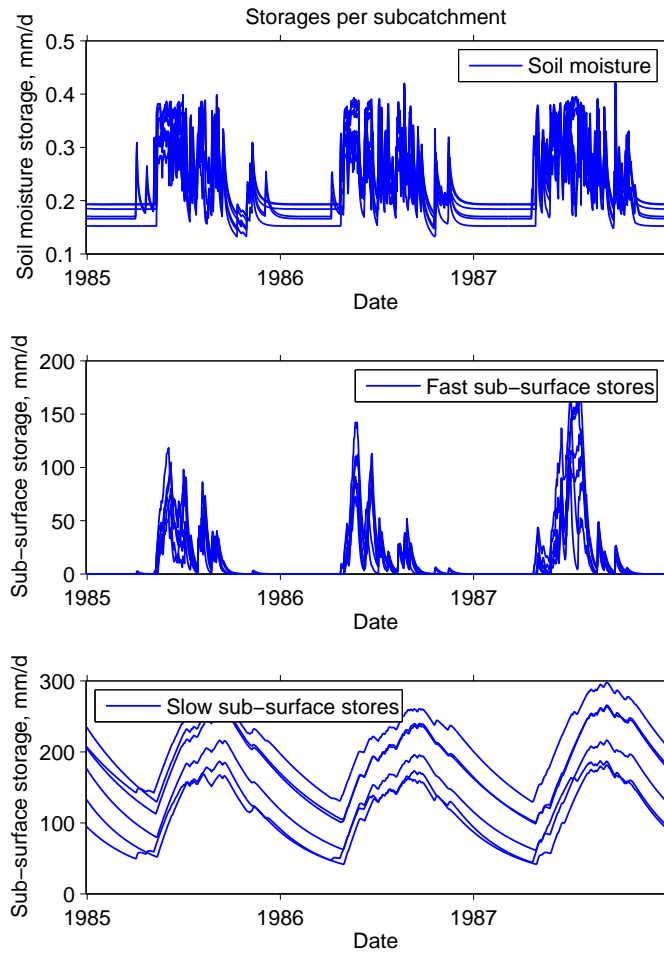 Storages per subcatchment
0.5
0.4
0.3
0.2
0.1
Soil moisture storage, mm/d
Soil moisture
1985
1986
1987
Date
200
150
100
50
0
Sub−surface storage, mm/d
Fast sub−surface stores
1985
1986
1987
Date
300
200
100
0
Sub−surface storage, mm/d
Slow sub−surface stores
1985
1986
1987
Date